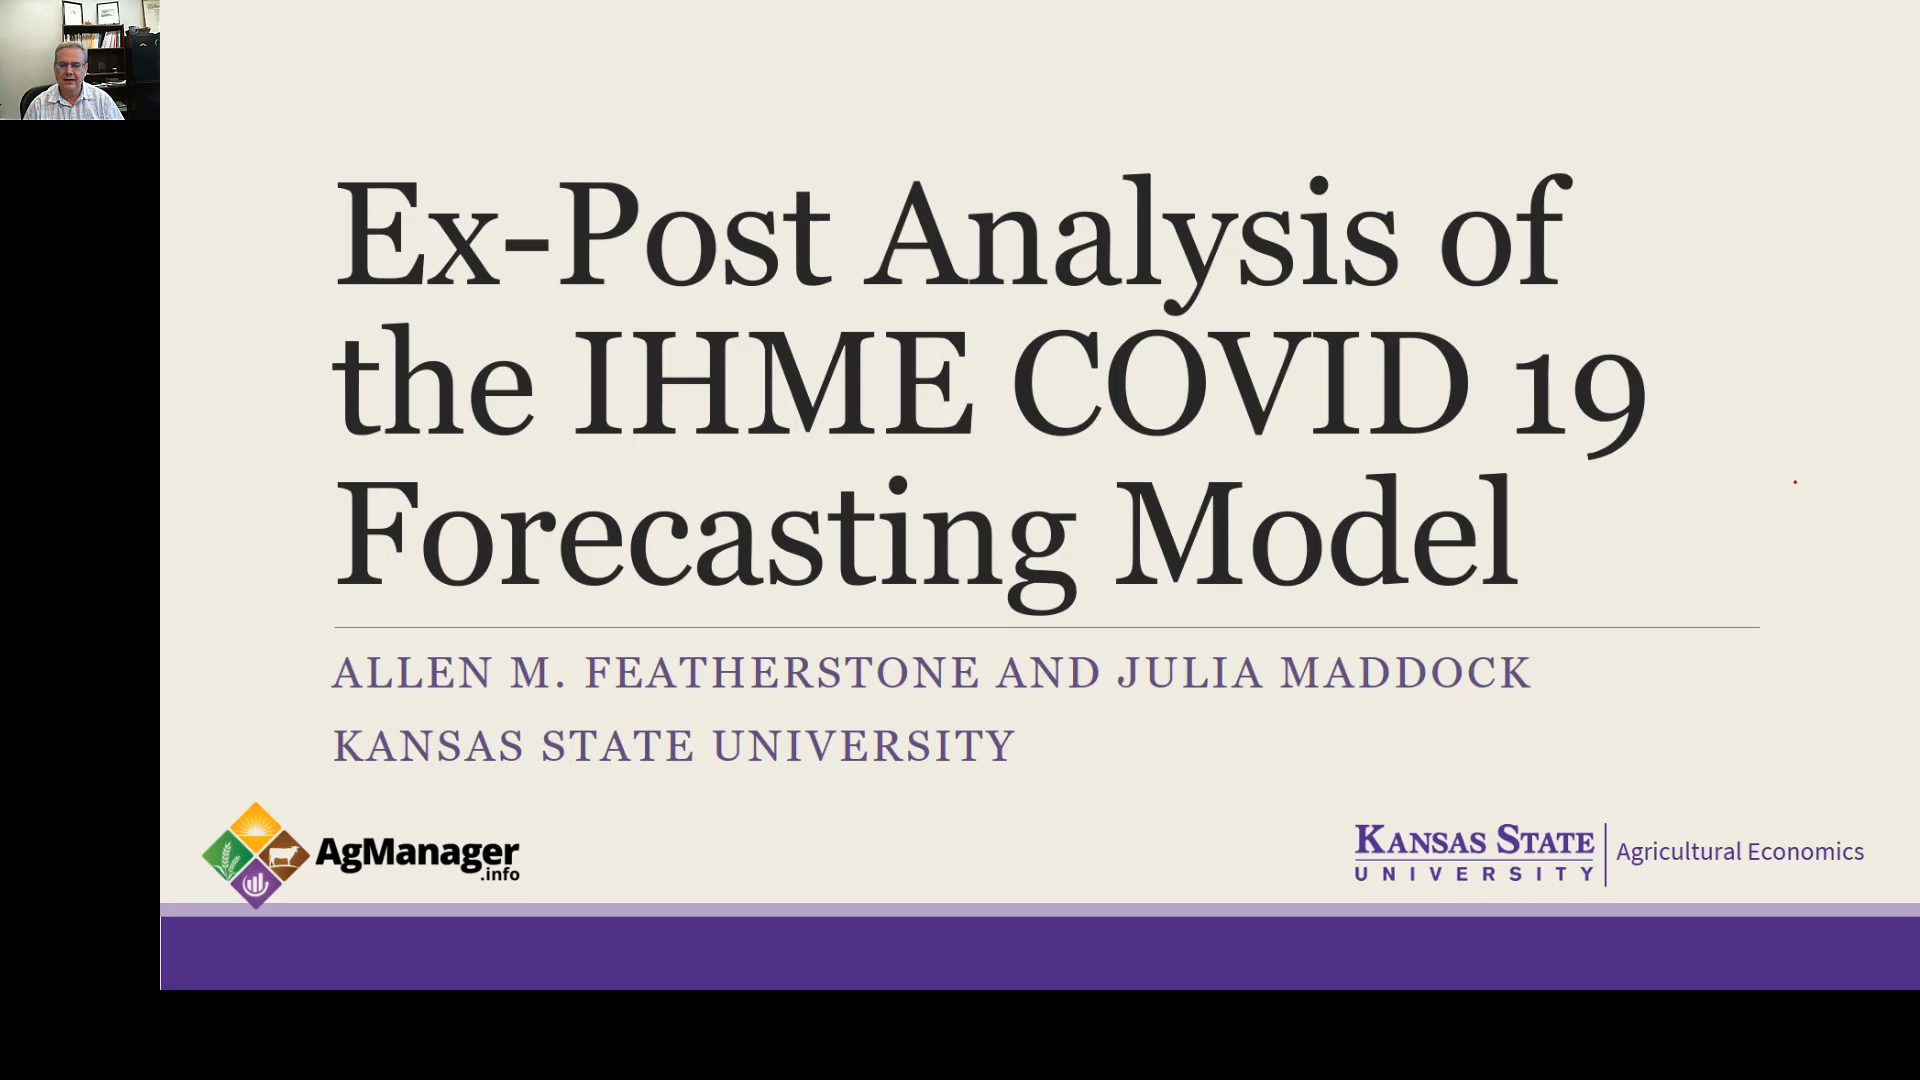 Ex-Post Analysis of
the IHME COVID 19
Forecasting Model
ALLEN M. FEATHERSTONE AND JULIA MADDOCK
KANSAS STATE UNIVERSITY
AgManager
.info
KANSAS STATE
UNIVERSITY
Agricultural Economics